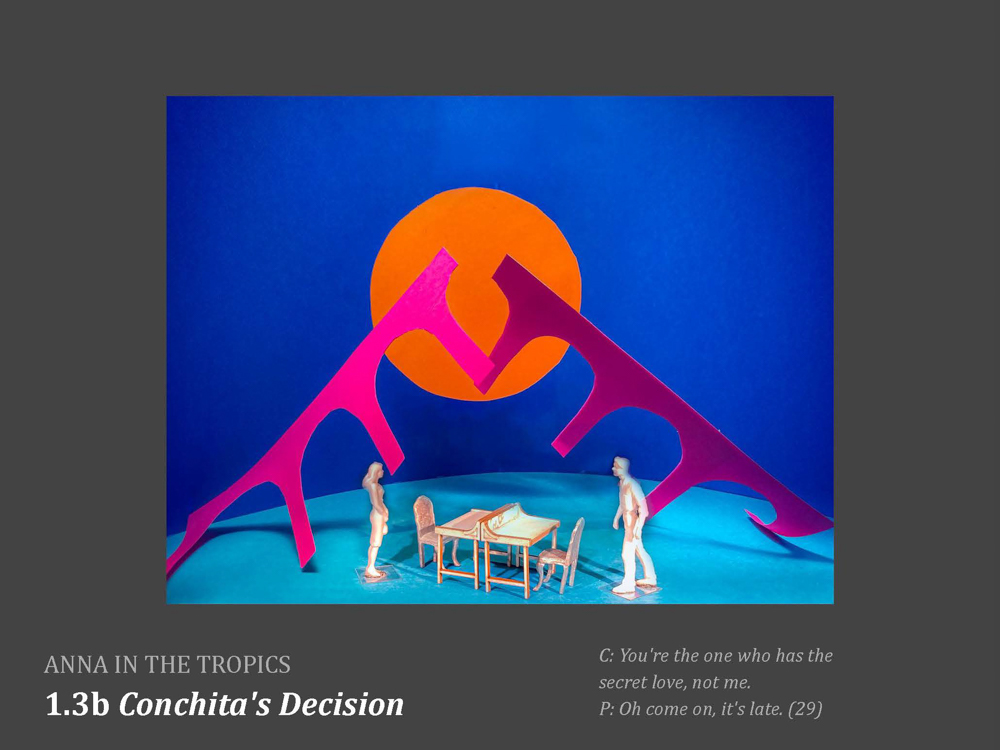 ANNA IN THE TROPICS
1.3b Conchita's Decision
C: You're the one who has the
secret love, not me.
P: Oh come on, it's late. (29)